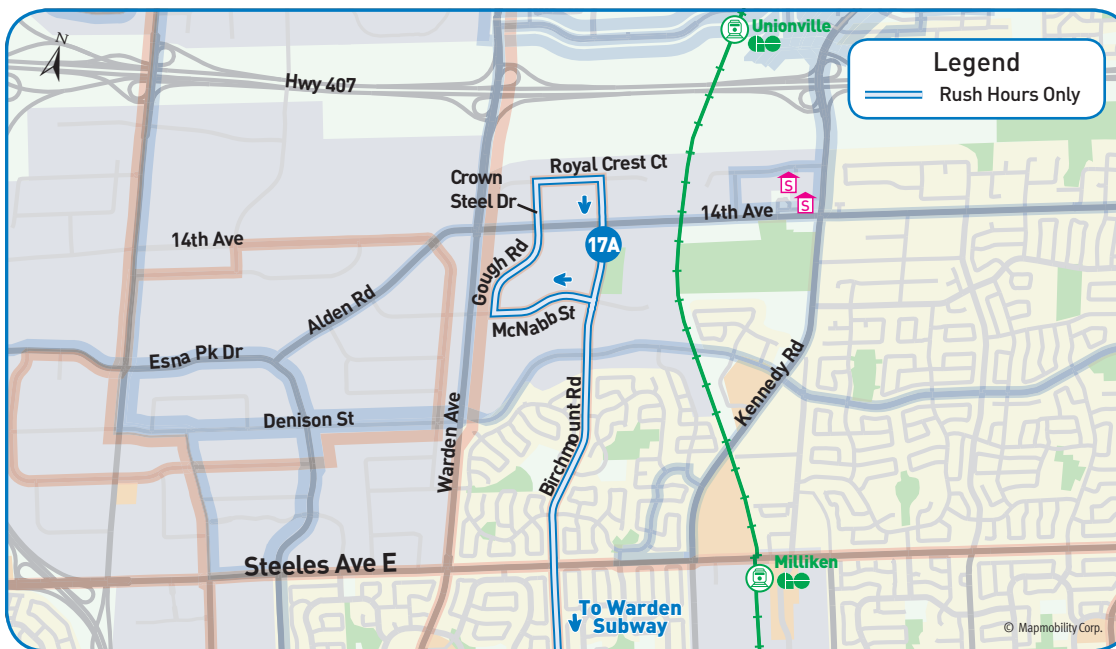 Unionville
GO
N
Legend
Rush Hours Only
Hwy 407
Royal Crest Ct
Crown
Steel Dr
S
S
14th Ave
14th Ave
17A
Gough Rd
Alden Rd
McNabb St
Esna Pk Dr
Kennedy Rd
Denison St
Warden Ave
Birchmount Rd
Steeles Ave E
Milliken
GO
To Warden
Subway
© Mapmobility Corp.